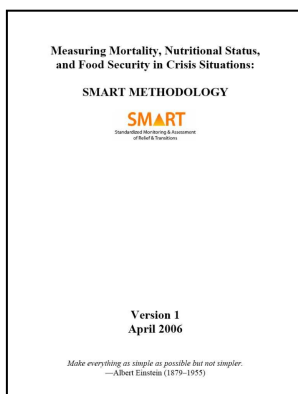 Measuring Mortality, Nutritional Status,
and Food Security in Crisis Situations:
SMART METHODOLOGY
SMART
Standardized Monitoring & Assessment
of Relief & Transitions
Version 1
April 2006
Make everything as simple as possible but not simpler.
—Albert Einstein (1879–1955)